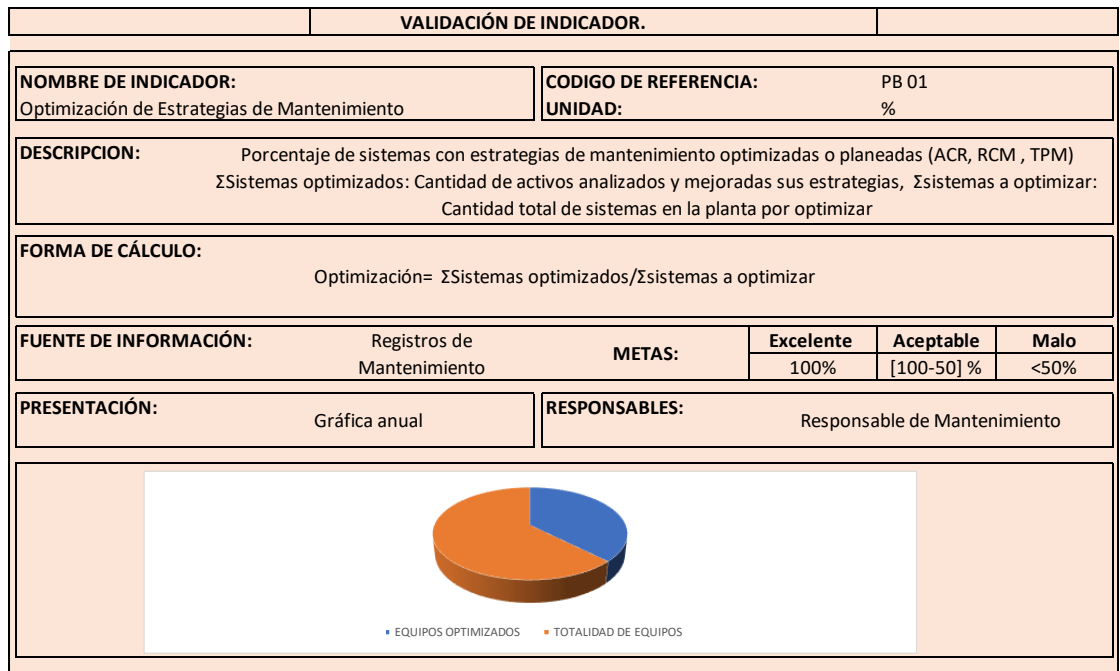 VALIDACIÓN DE INDICADOR.
NOMBRE DE INDICADOR:
Optimización de Estrategias de Mantenimiento
CODIGO DE REFERENCIA: PB 01
UNIDAD: %
DESCRIPCION: Porcentaje de sistemas con estrategias de mantenimiento optimizadas o planeadas (ACR, RCM , TPM)
ΣSistemas optimizados: Cantidad de activos analizados y mejoradas sus estrategias, Σsistemas a optimizar:
Cantidad total de sistemas en la planta por optimizar
FORMA DE CÁLCULO:
Optimización= ΣSistemas optimizados/Σsistemas a optimizar
FUENTE DE INFORMACIÓN: Registros de
Mantenimiento
METAS:
Excelente Aceptable Malo
100% [100-50] % <50%
PRESENTACIÓN:
Gráfica anual
RESPONSABLES:
Responsable de Mantenimiento
EQUIPOS OPTIMIZADOS TOTALIDAD DE EQUIPOS